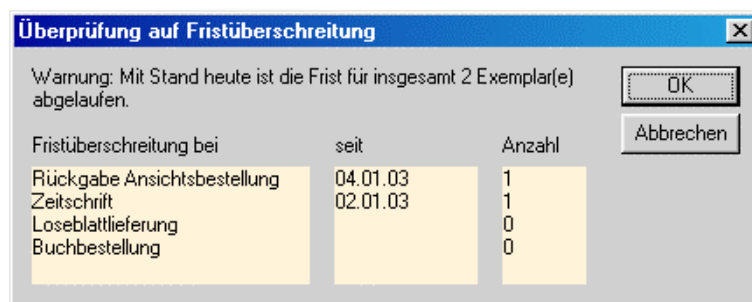 Überprüfung auf Fristüberschreitung
Warnung: Mit Stand heute ist die Frist für insgesamt 2 Exemplar(e)
abgelaufen.
OK
Abbrechen
Fristüberschreitung bei seit Anzahl
Rückgabe Ansichtsbestellung 04.01.03 1
Zeitschrift 02.01.03 1
Loseblattlieferung 0
Buchbestellung 0